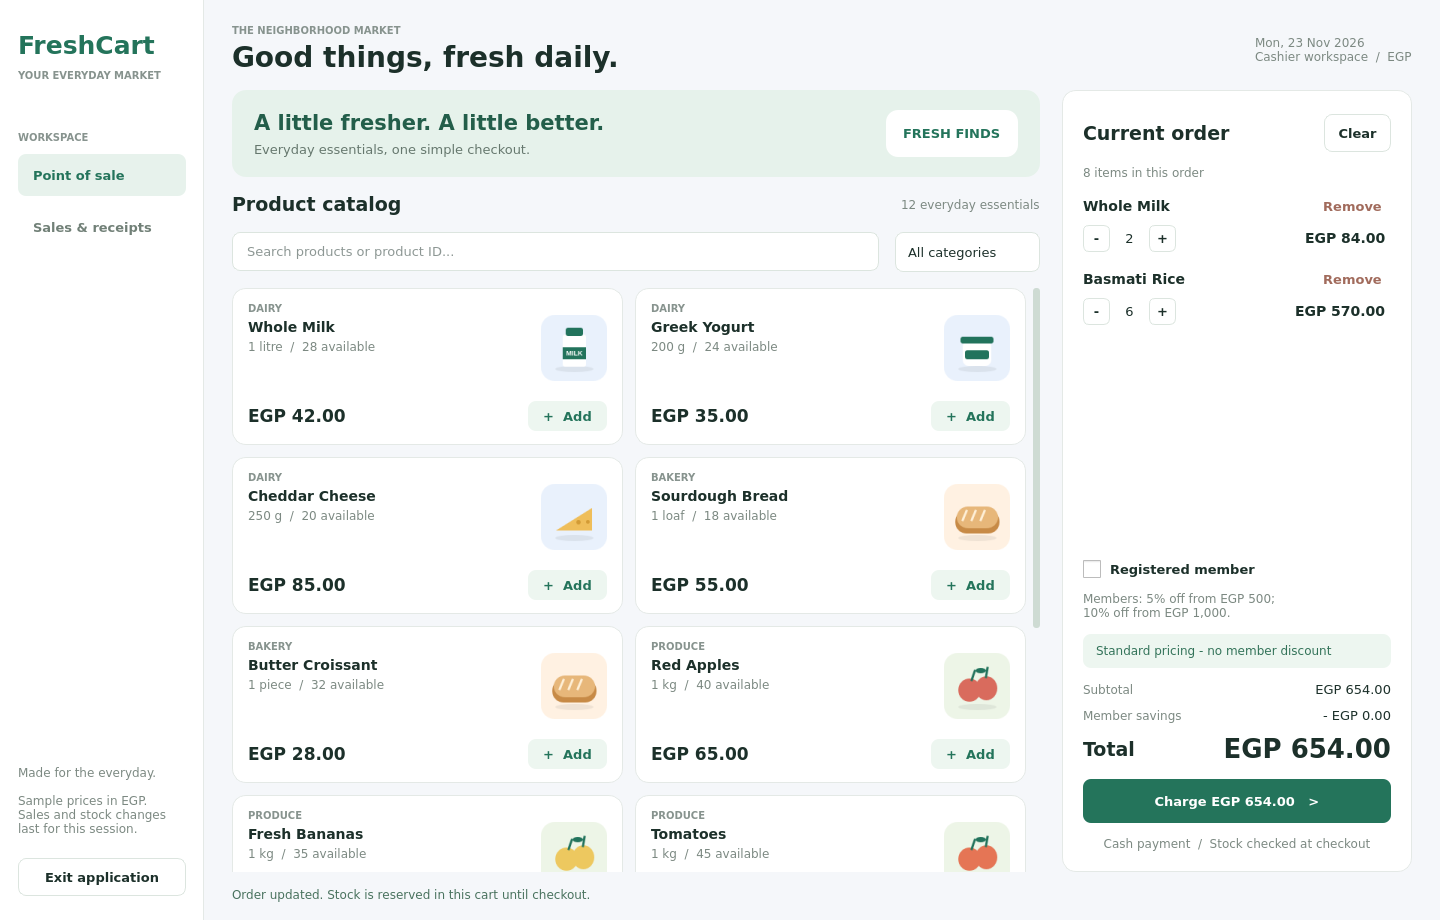 FreshCart
YOUR EVERYDAY MARKET
WORKSPACE
Point of sale
Sales & receipts
Made for the everyday.
Sample prices in EGP.
Sales and stock changes
last for this session.
Exit application
THE NEIGHBORHOOD MARKET
Good things, fresh daily.
Mon, 23 Nov 2026
Cashier workspace / EGP
A little fresher. A little better.
Everyday essentials, one simple checkout.
FRESH FINDS
Product catalog
12 everyday essentials
Search products or product ID...
All categories
DAIRY
Whole Milk
1 litre / 28 available
MILK
EGP 42.00
+ Add
DAIRY
Greek Yogurt
200 g / 24 available
EGP 35.00
+ Add
DAIRY
Cheddar Cheese
250 g / 20 available
EGP 85.00
+ Add
BAKERY
Sourdough Bread
1 loaf / 18 available
EGP 55.00
+ Add
BAKERY
Butter Croissant
1 piece / 32 available
EGP 28.00
+ Add
PRODUCE
Red Apples
1 kg / 40 available
EGP 65.00
+ Add
PRODUCE
Fresh Bananas
1 kg / 35 available
PRODUCE
Tomatoes
1 kg / 45 available
Order updated. Stock is reserved in this cart until checkout.
Current order
Clear
8 items in this order
Whole Milk
Remove
- 2 +
EGP 84.00
Basmati Rice
Remove
- 6 +
EGP 570.00
Registered member
Members: 5% off from EGP 500;
10% off from EGP 1,000.
Standard pricing - no member discount
Subtotal
EGP 654.00
Member savings
- EGP 0.00
Total
EGP 654.00
Charge EGP 654.00 >
Cash payment / Stock checked at checkout